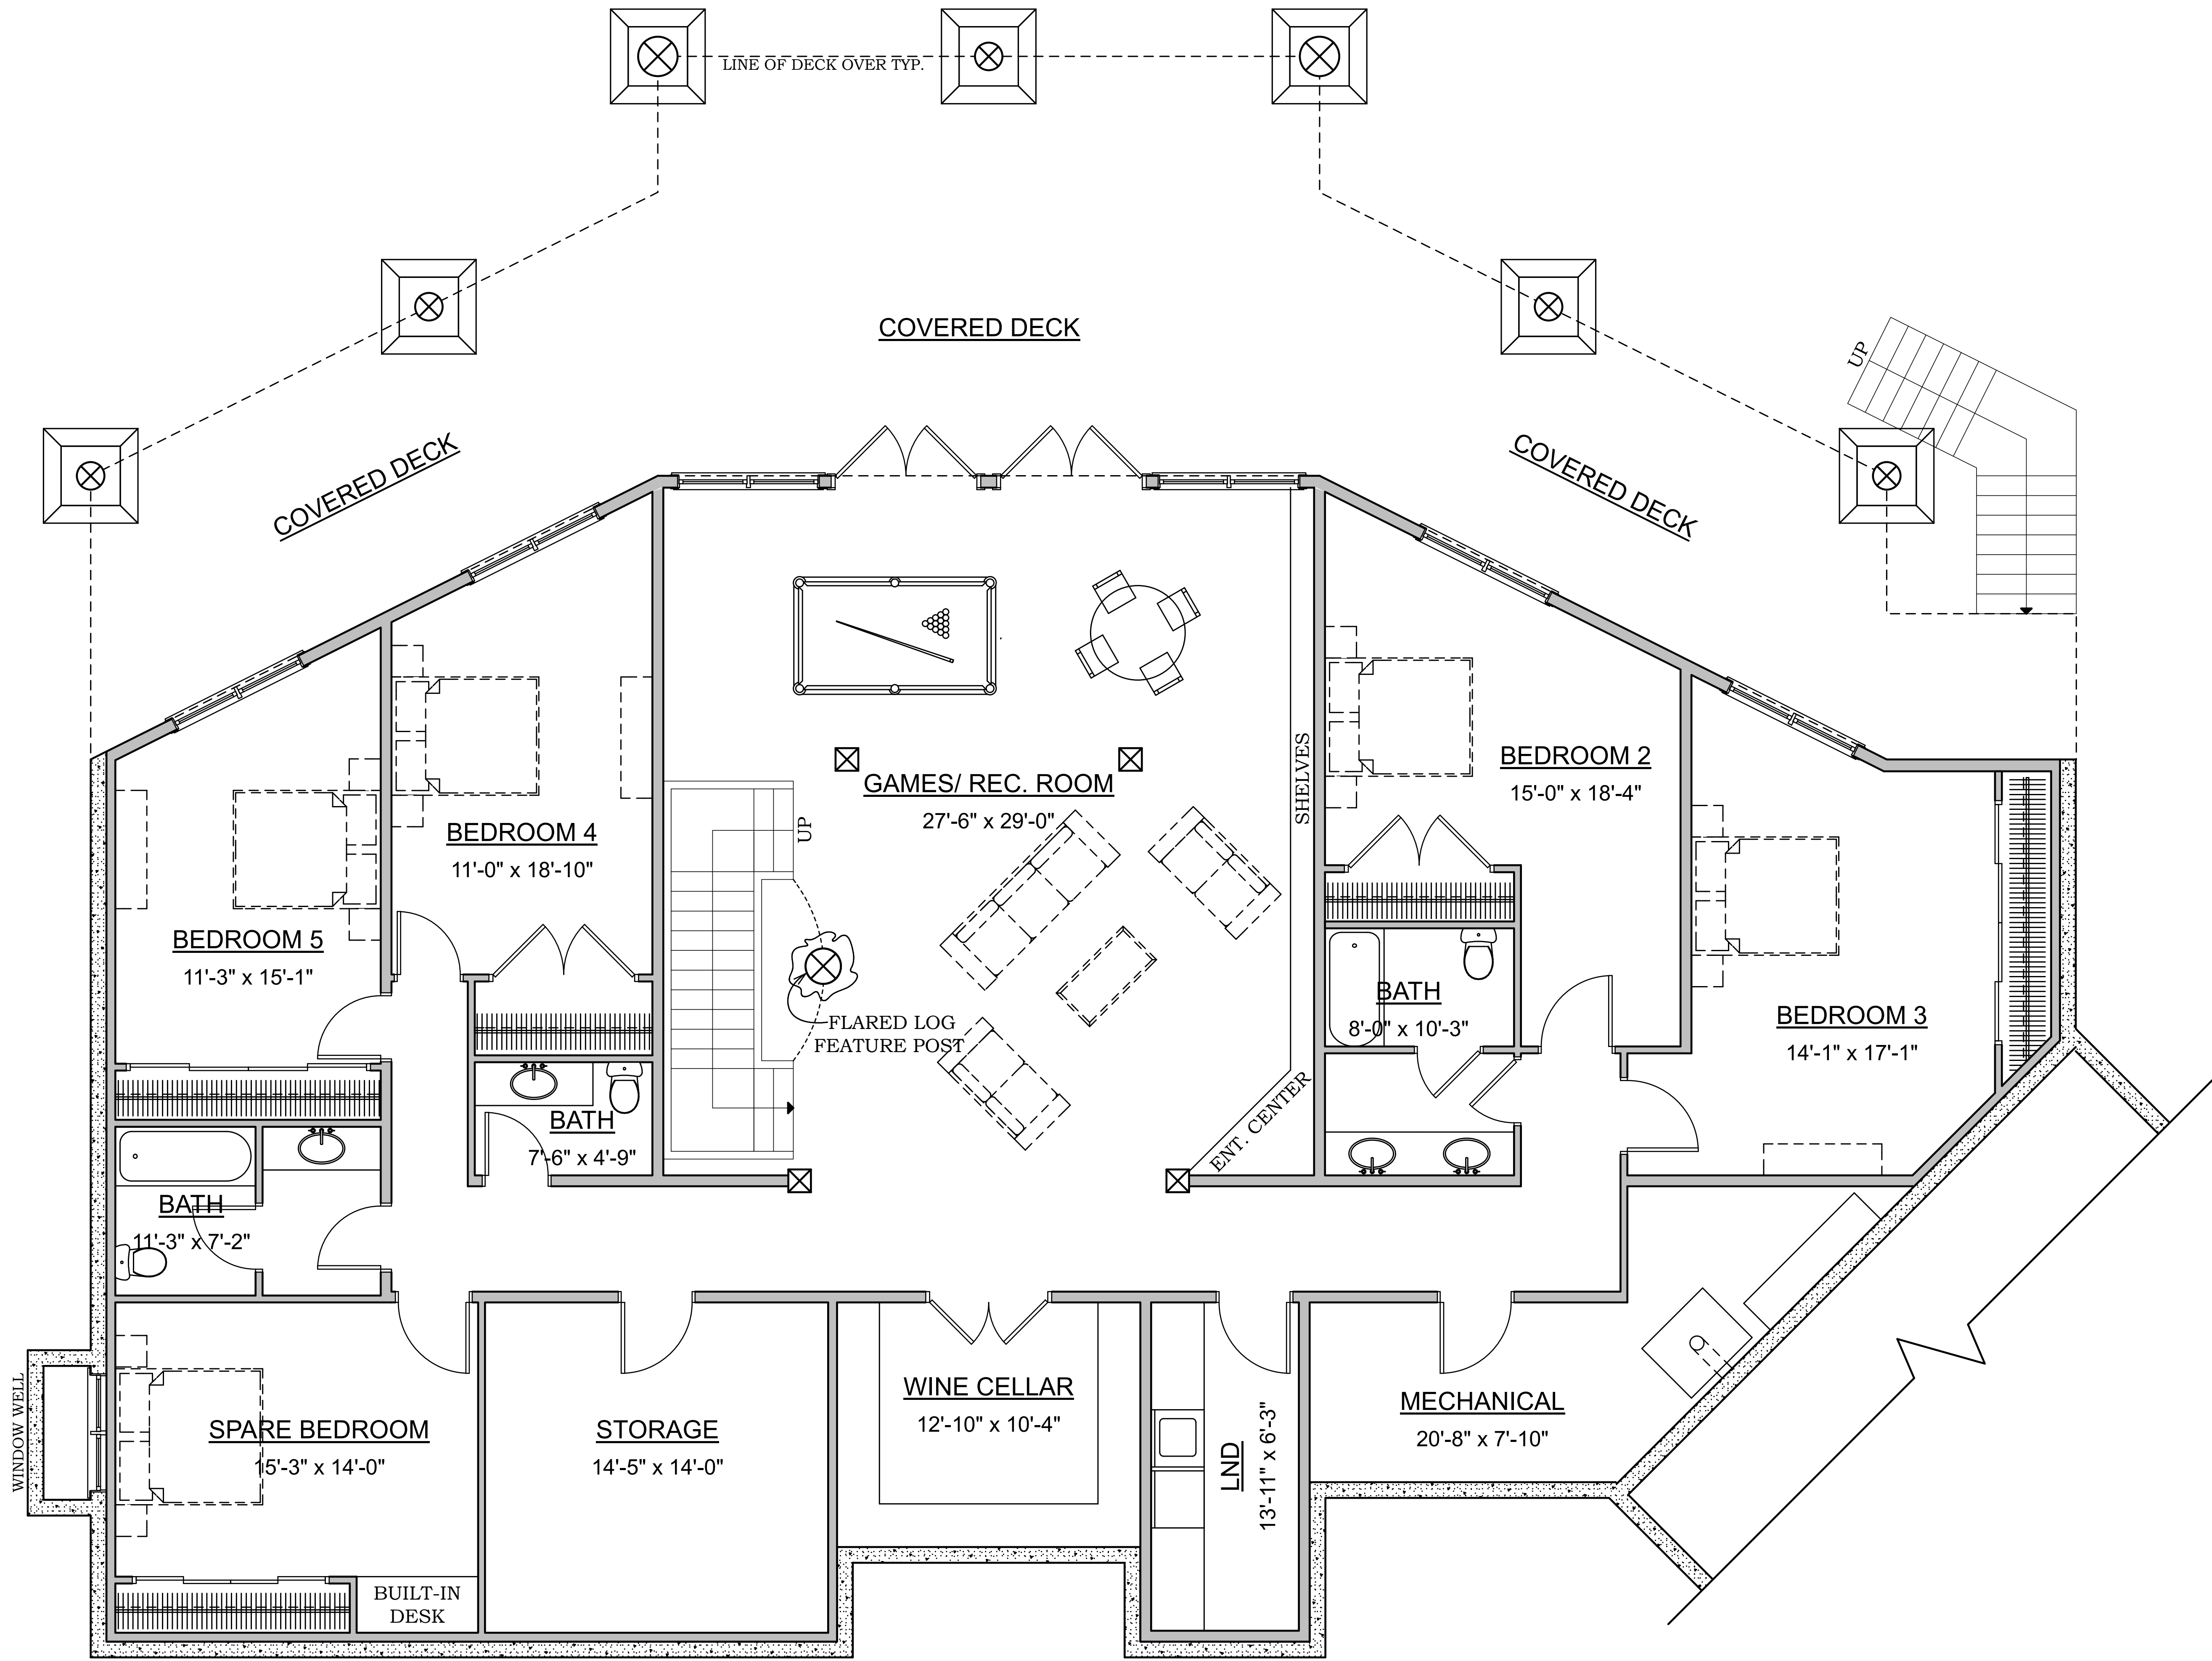 LINE OF DECK OVER TYP.
COVERED DECK
UP
COVERED DECK
COVERED DECK
SHELVES
BEDROOM 2
15'-0" x 18'-4"
GAMES/ REC. ROOM
27'-6" x 29'-0"
UP
BEDROOM 4
11'-0" x 18'-10"
BEDROOM 5
11'-3" x 15'-1"
FLARED LOG
FEATURE POST
BATH
8'-0" x 10'-3"
BEDROOM 3
14'-1" x 17'-1"
ENT. CENTER
BATH
7'-6" x 4'-9"
BATH
11'-3" x 7'-2"
WINDOW WELL
SPARE BEDROOM
15'-3" x 14'-0"
STORAGE
14'-5" x 14'-0"
WINE CELLAR
12'-10" x 10'-4"
LND
13'-11" x 6'-3"
MECHANICAL
20'-8" x 7'-10"
BUILT-IN
DESK